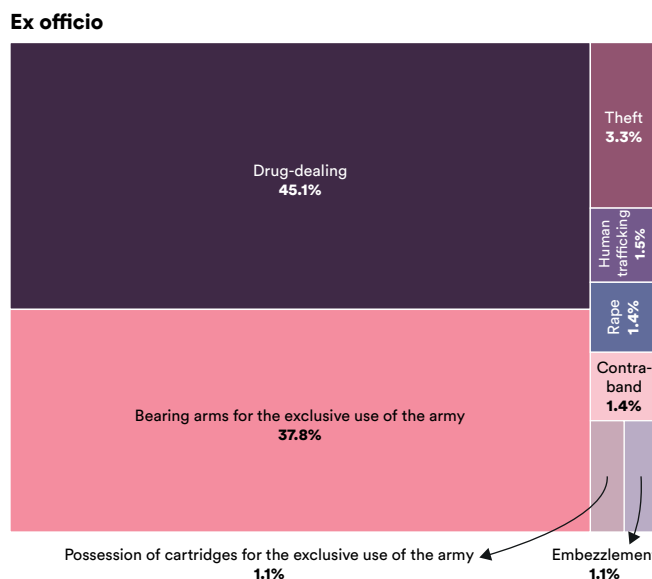 Ex officio
Drug-dealing
45.1%
Theft
3.3%
Human
trafficking
1.5%
Rape
1.4%
Contra-
band
1.4%
Bearing arms for the exclusive use of the army
37.8%
Possession of cartridges for the exclusive use of the army
1.1%
Embezzlemen
1.1%